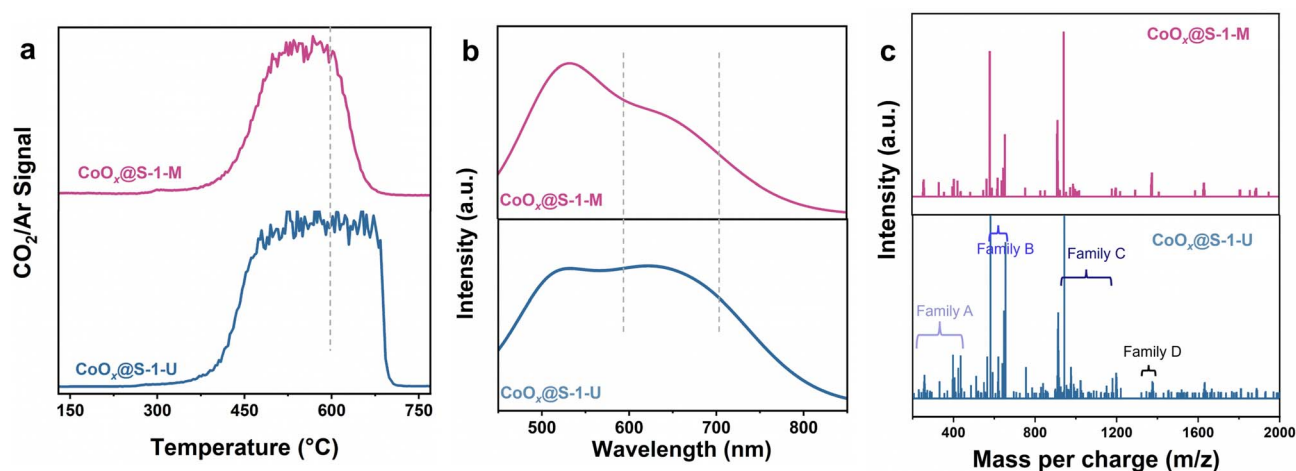 a
CO₂/Ar Signal
CoOₓ@S-1-M
CoOₓ@S-1-U
150 300 450 600 750
Temperature (°C)
b
Intensity (a.u.)
CoOₓ@S-1-M
CoOₓ@S-1-U
500 600 700 800
Wavelength (nm)
c
Intensity (a.u.)
CoOₓ@S-1-M
CoOₓ@S-1-U
Family B
Family C
Family A
Family D
400 800 1200 1600 2000
Mass per charge (m/z)